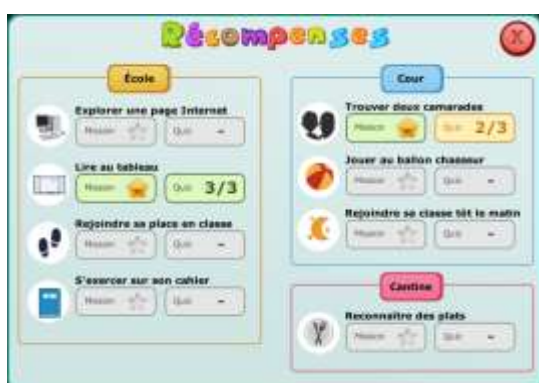 Récompenses
X
École
Explorer une page Internet
Mission Quiz -
Lire au tableau
Mission Quiz 3/3
Rejoindre sa place en classe
Mission Quiz -
S'exercer sur son cahier
Mission Quiz -
Cour
Trouver deux camarades
Mission Quiz 2/3
Jouer au ballon chasseur
Mission Quiz -
Rejoindre sa classe tôt le matin
Mission Quiz -
Cantine
Reconnaître des plats
Mission Quiz -